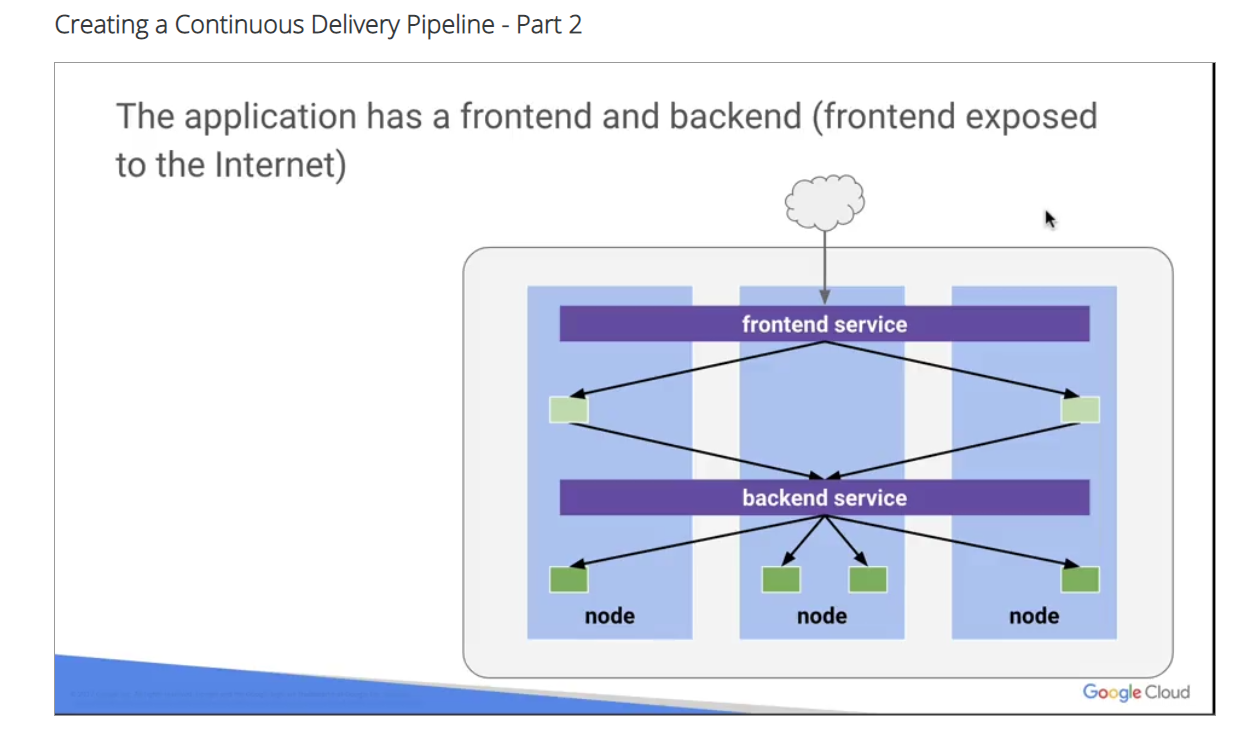 Creating a Continuous Delivery Pipeline - Part 2
The application has a frontend and backend (frontend exposed
to the Internet)
frontend service
backend service
node node node
Google Cloud